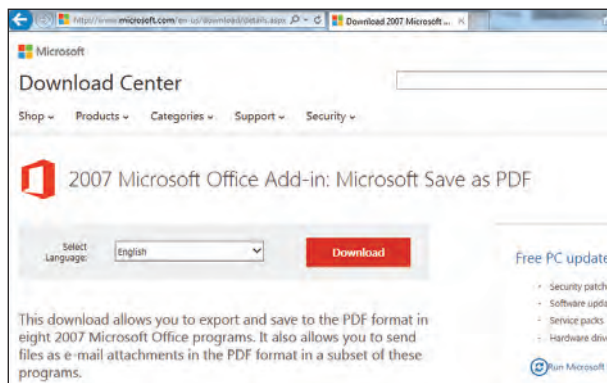 http://www.microsoft.com/en-us/download/details.aspx
Download 2007 Microsoft ...
Microsoft
Download Center
Shop Products Categories Support Security
2007 Microsoft Office Add-in: Microsoft Save as PDF
Select
Language:
English
Download
Free PC update
Security patch
Software upda
Service packs
Hardware driv
Run Microsoft
This download allows you to export and save to the PDF format in
eight 2007 Microsoft Office programs. It also allows you to send
files as e-mail attachments in the PDF format in a subset of these
programs.